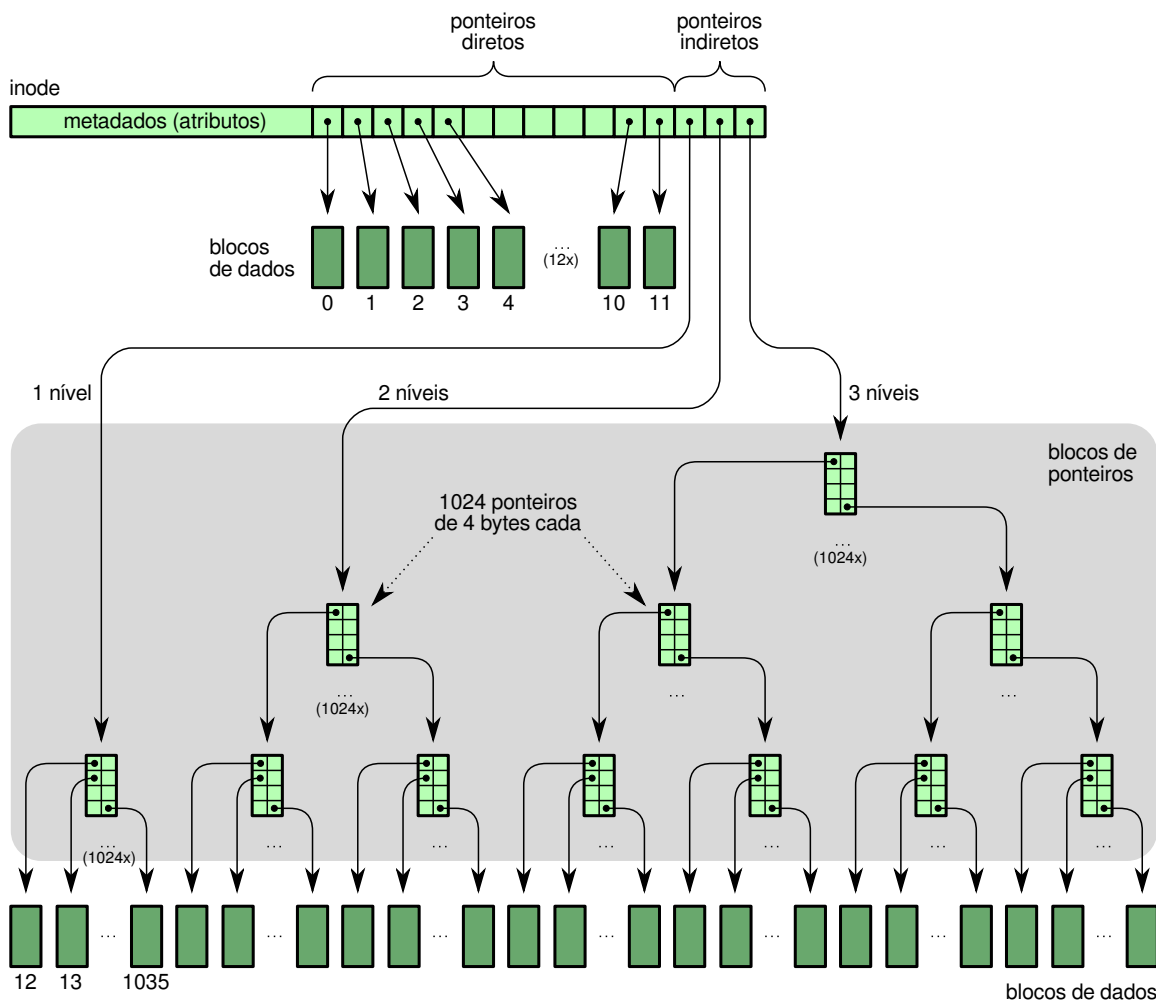 ponteiros
diretos
ponteiros
indiretos
inode
metadados (atributos)
blocos
de dados
...
(12x)
0
1
2
3
4
10
11
1 nível
2 níveis
3 níveis
blocos de
ponteiros
1024 ponteiros
de 4 bytes cada
...
(1024x)
...
(1024x)
...
...
...
(1024x)
...
...
...
...
...
...
...
...
...
...
...
...
...
12
13
1035
blocos de dados